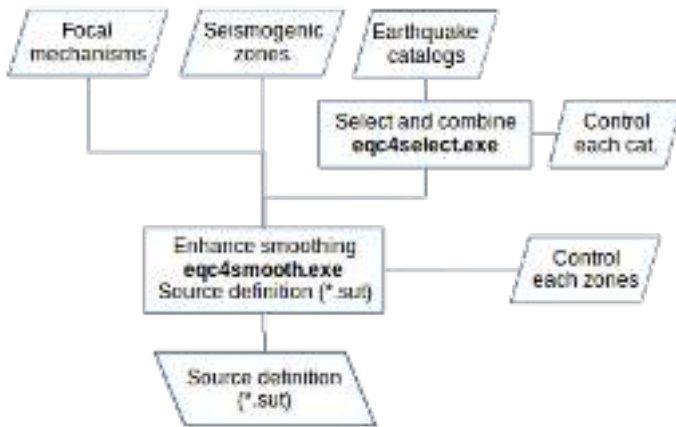 Focal
mechanisms
Seismogenic
zones
Earthquake
catalogs
Select and combine
eqc4select.exe
Control
each cat.
Enhance smoothing
eqc4smooth.exe
Source definition (*.sut)
Control
each zones
Source definition
(*.sut)